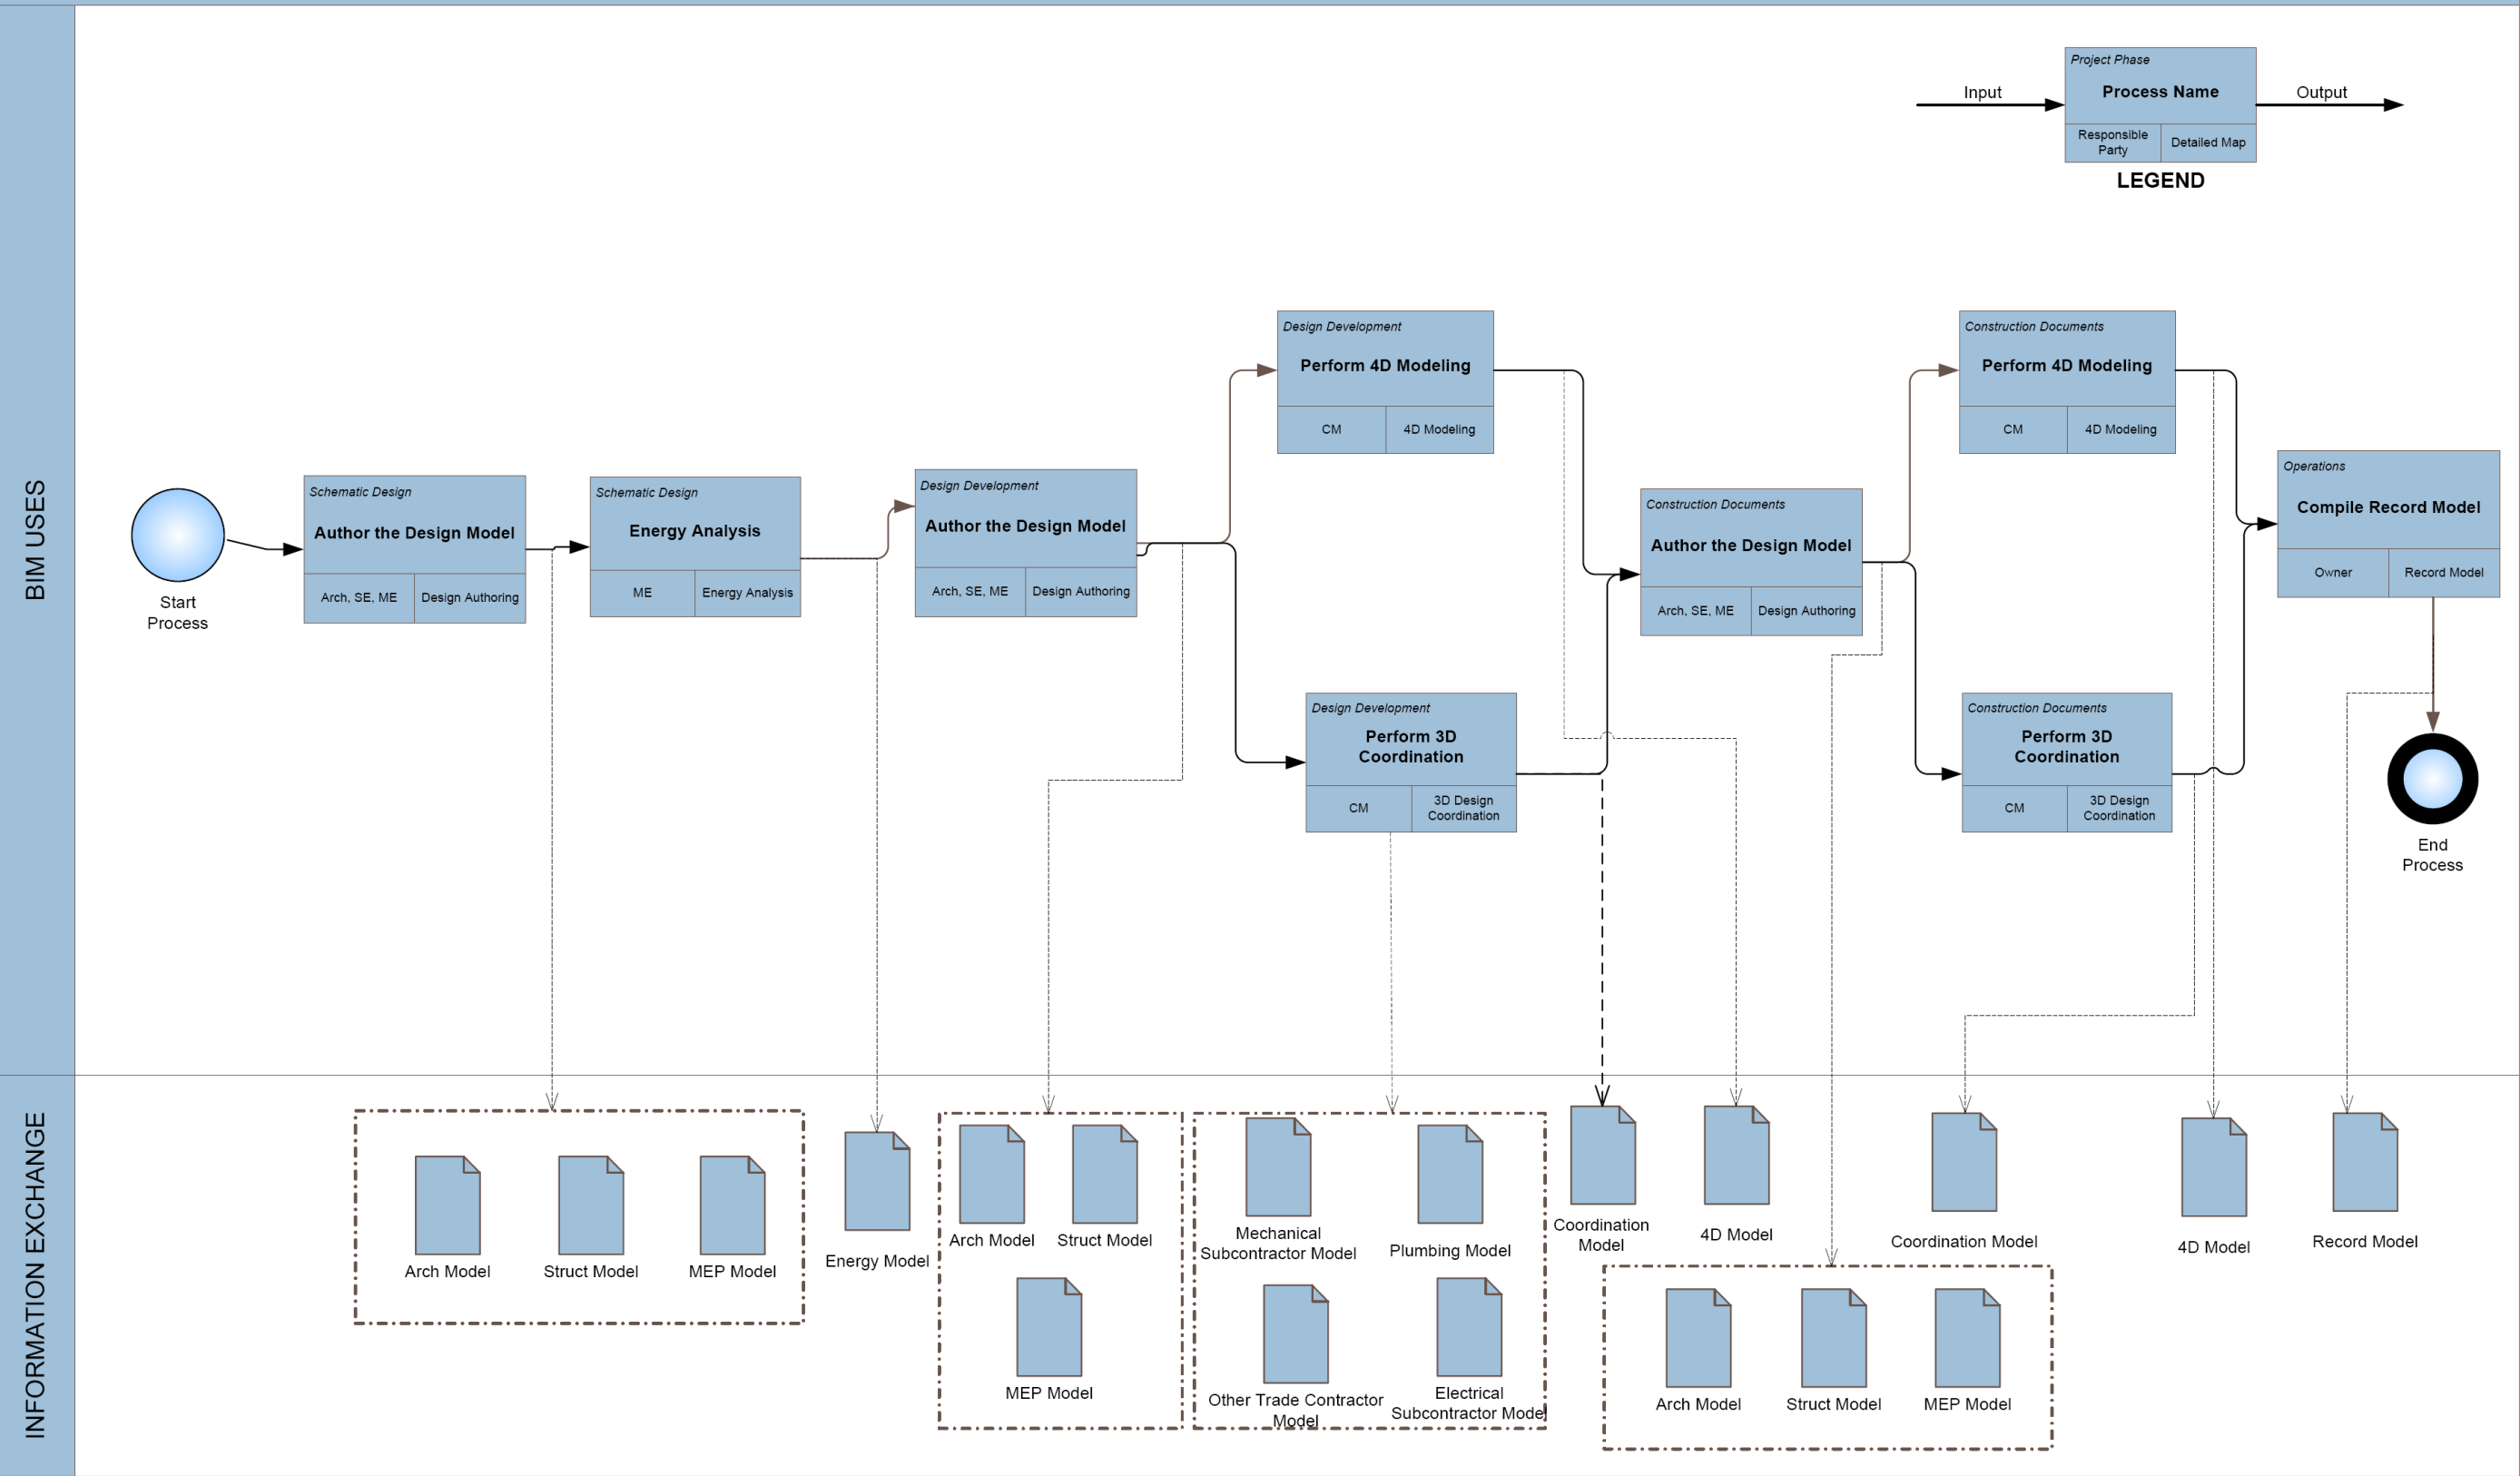 Project Phase
Process Name
Input
Output
Responsible
Party
Detailed Map
LEGEND
BIM USES
Start
Process
Schematic Design
Author the Design Model
Arch, SE, ME
Design Authoring
Schematic Design
Energy Analysis
ME
Energy Analysis
Design Development
Author the Design Model
Arch, SE, ME
Design Authoring
Design Development
Perform 4D Modeling
CM
4D Modeling
Design Development
Perform 3D
Coordination
CM
3D Design
Coordination
Construction Documents
Author the Design Model
Arch, SE, ME
Design Authoring
Construction Documents
Perform 4D Modeling
CM
4D Modeling
Construction Documents
Perform 3D
Coordination
CM
3D Design
Coordination
Operations
Compile Record Model
Owner
Record Model
End
Process
INFORMATION EXCHANGE
Arch Model
Struct Model
MEP Model
Energy Model
Arch Model
Struct Model
MEP Model
Mechanical
Subcontractor Model
Plumbing Model
Other Trade Contractor
Model
Electrical
Subcontractor Model
Coordination
Model
4D Model
Arch Model
Struct Model
MEP Model
Coordination Model
4D Model
Record Model